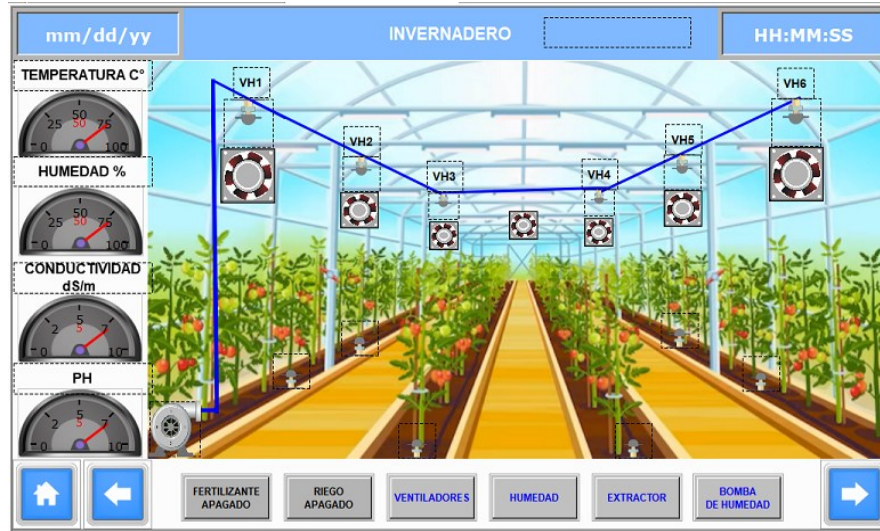 mm/dd/yy
INVERNADERO
HH:MM:SS
TEMPERATURA C°
0 25 50 75 100
50
HUMEDAD %
0 25 50 75 100
50
CONDUCTIVIDAD
dS/m
0 2 5 7 10
5
PH
0 2 5 7 10
5
VH1
VH2
VH3
VH4
VH5
VH6
FERTILIZANTE
APAGADO
RIEGO
APAGADO
VENTILADORES
HUMEDAD
EXTRACTOR
BOMBA
DE HUMEDAD